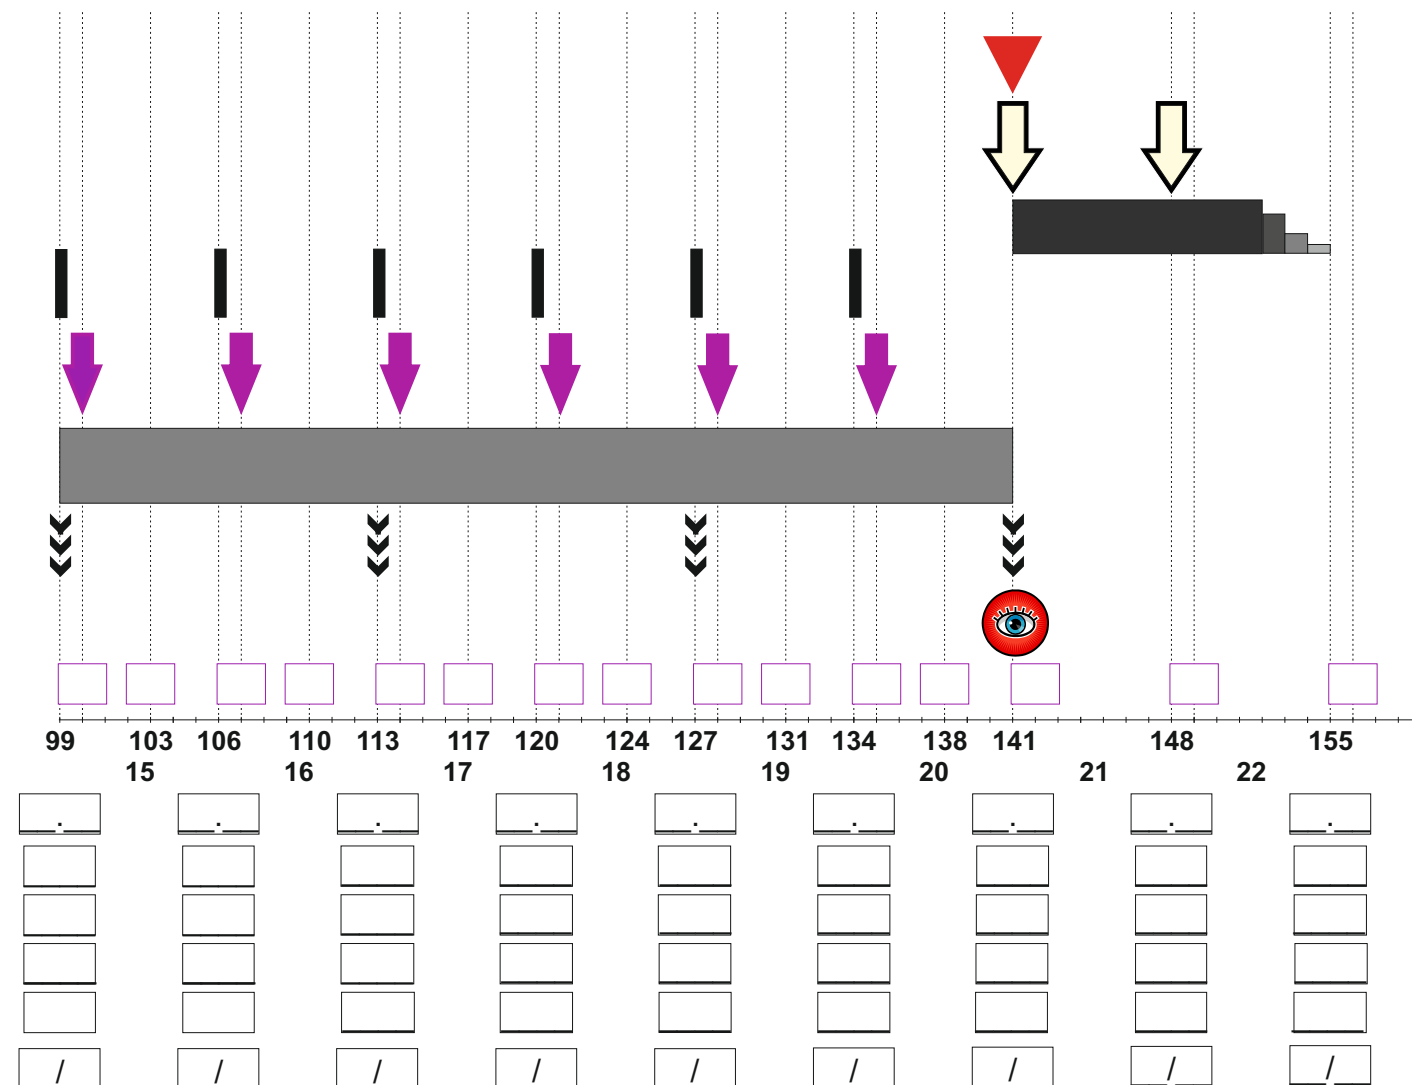 99 103 106 110 113 117 120 124 127 131 134 138 141 148 155
15 16 17 18 19 20 21 22
. . . . . . . . .
/ / / / / / / / /